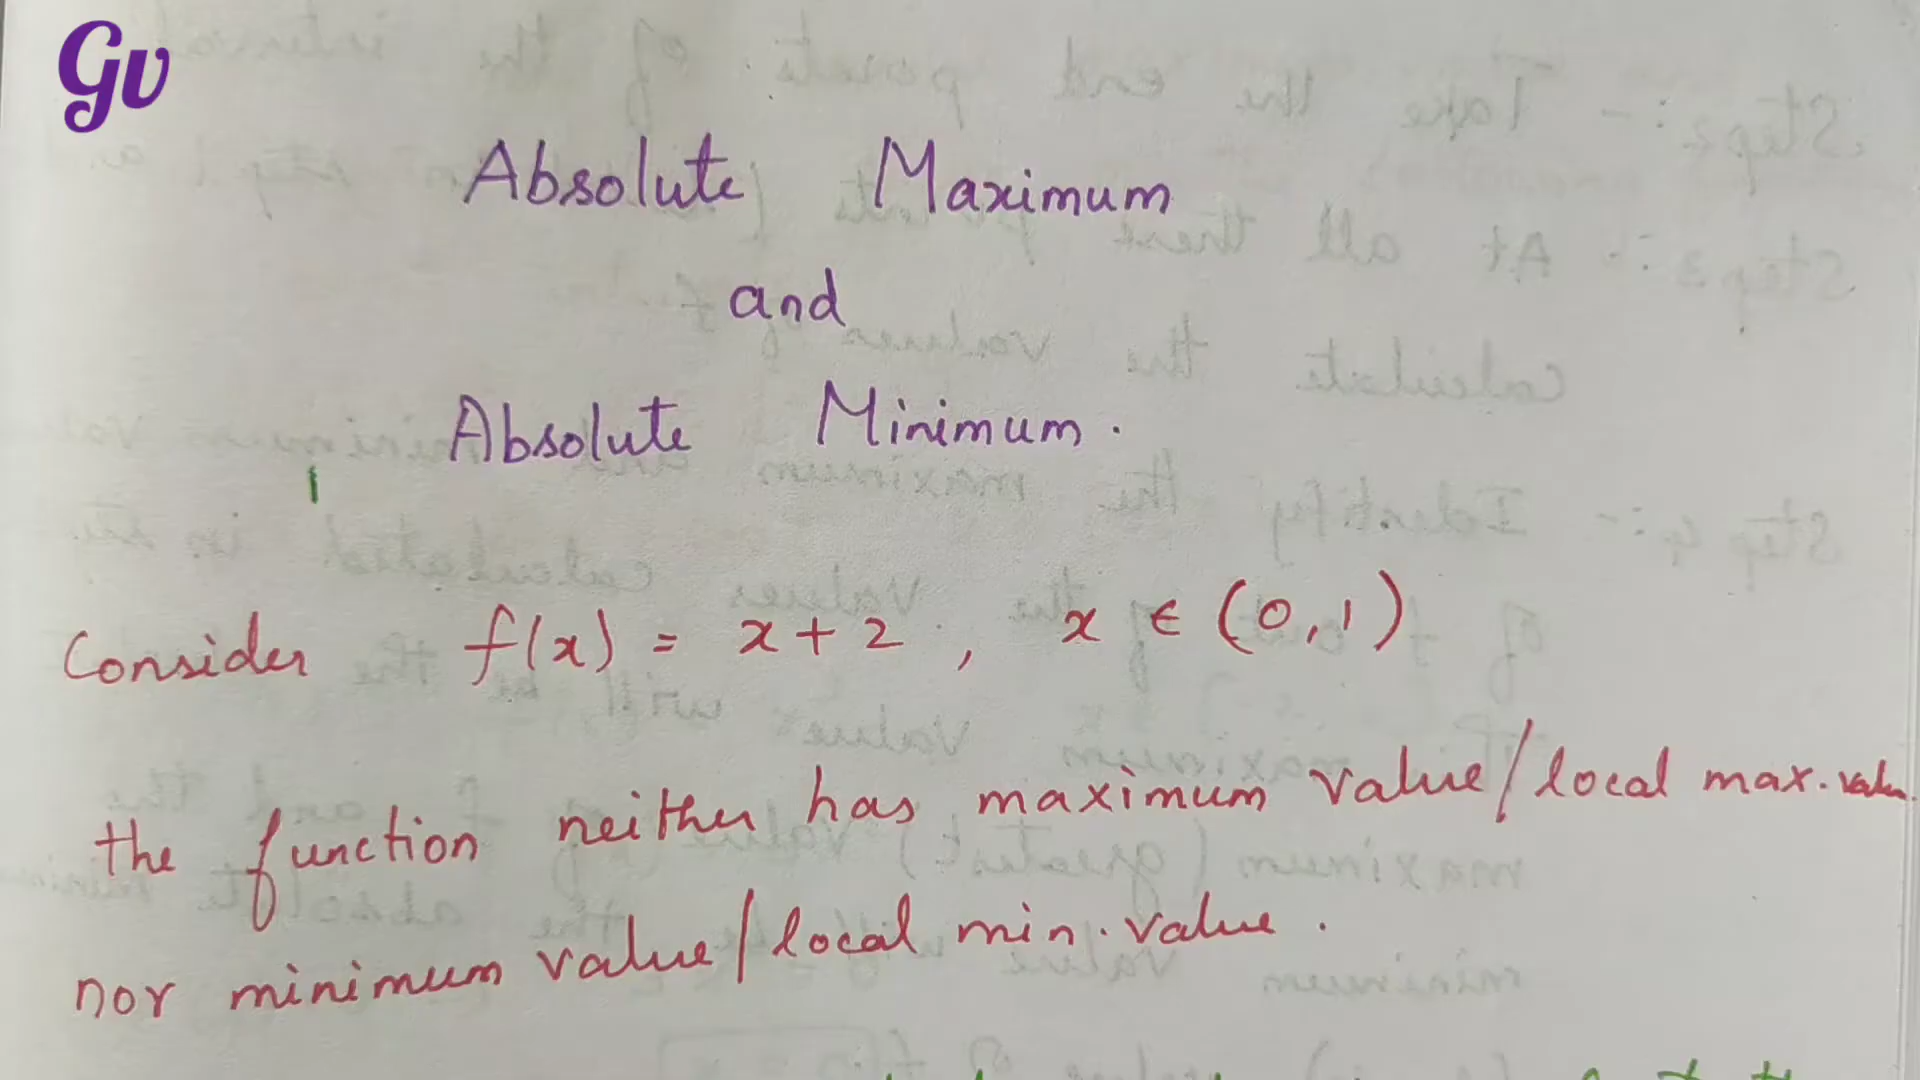 Gv
Absolute Maximum
and
Absolute Minimum.
Consider f(x) = x + 2 , x ∈ (0,1)
the function neither has maximum value/local max. value
nor minimum value/local min. value.